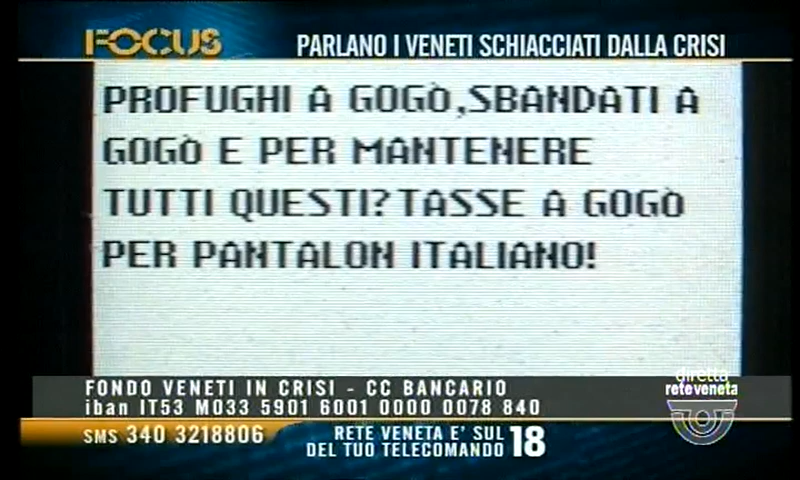 FOCUS
PARLANO I VENETI SCHIACCIATI DALLA CRISI
PROFUGHI A GOGÒ,SBANDATI A
GOGÒ E PER MANTENERE
TUTTI QUESTI?TASSE A GOGÒ
PER PANTALON ITALIANO!
diretta
reteveneta
FONDO VENETI IN CRISI - CC BANCARIO
iban IT53 M033 5901 6001 0000 0078 840
SMS 340 3218806
RETE VENETA E' SUL
DEL TUO TELECOMANDO 18